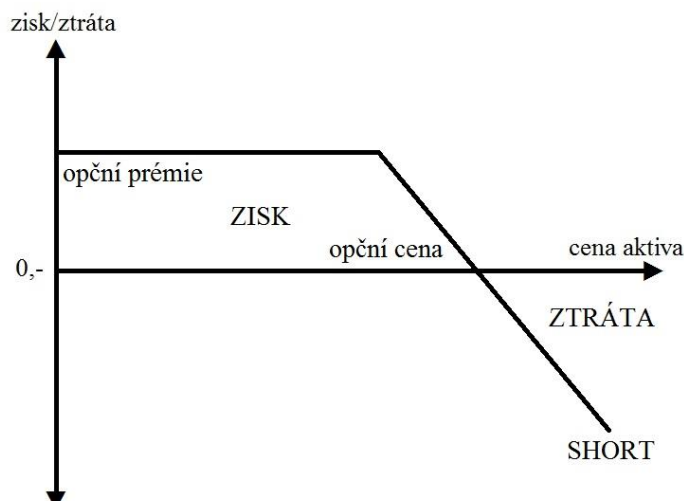 zisk/ztráta
opční prémie
ZISK
opční cena
cena aktiva
0,-
ZTRÁTA
SHORT